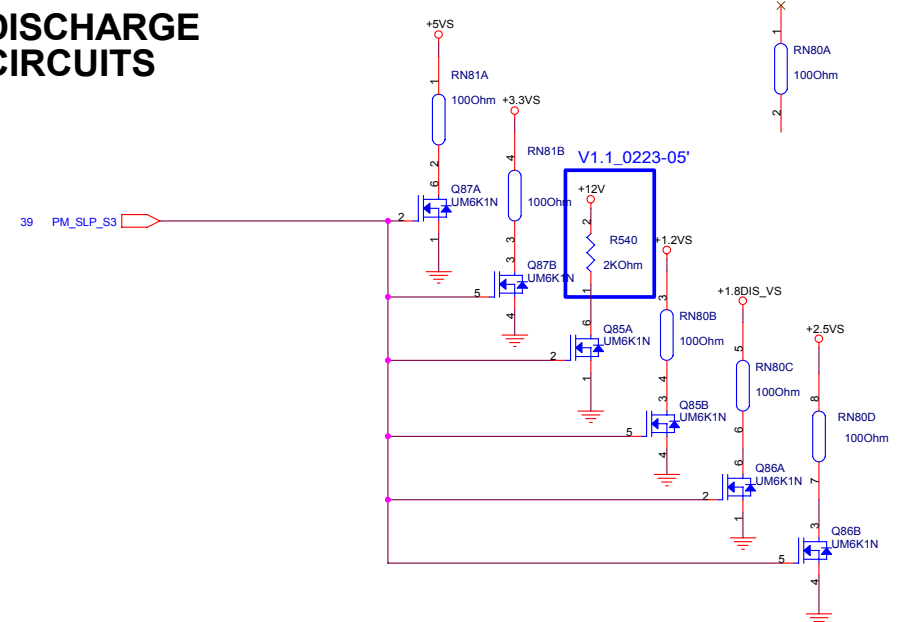 DISCHARGE
CIRCUITS
+5VS
1
RN81A
100Ohm
2
6
Q87A
UM6K1N
2
1
39 PM_SLP_S3
+3.3VS
4
RN81B
100Ohm
3
3
Q87B
UM6K1N
5
4
V1.1_0223-05'
+12V
2
R540
2KOhm
1
6
Q85A
UM6K1N
2
1
+1.2VS
3
RN80B
100Ohm
4
3
Q85B
UM6K1N
5
4
+1.8DIS_VS
5
RN80C
100Ohm
6
6
Q86A
UM6K1N
2
1
+2.5VS
8
RN80D
100Ohm
7
3
Q86B
UM6K1N
5
4
1
RN80A
100Ohm
2